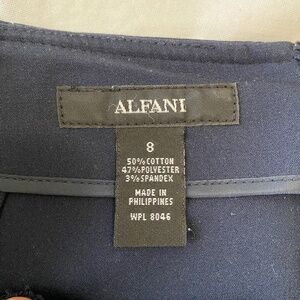 ALFANI
8
50%COTTON
47%POLYESTER
3%SPANDEX
MADE IN
PHILIPPINES
WPL 8046